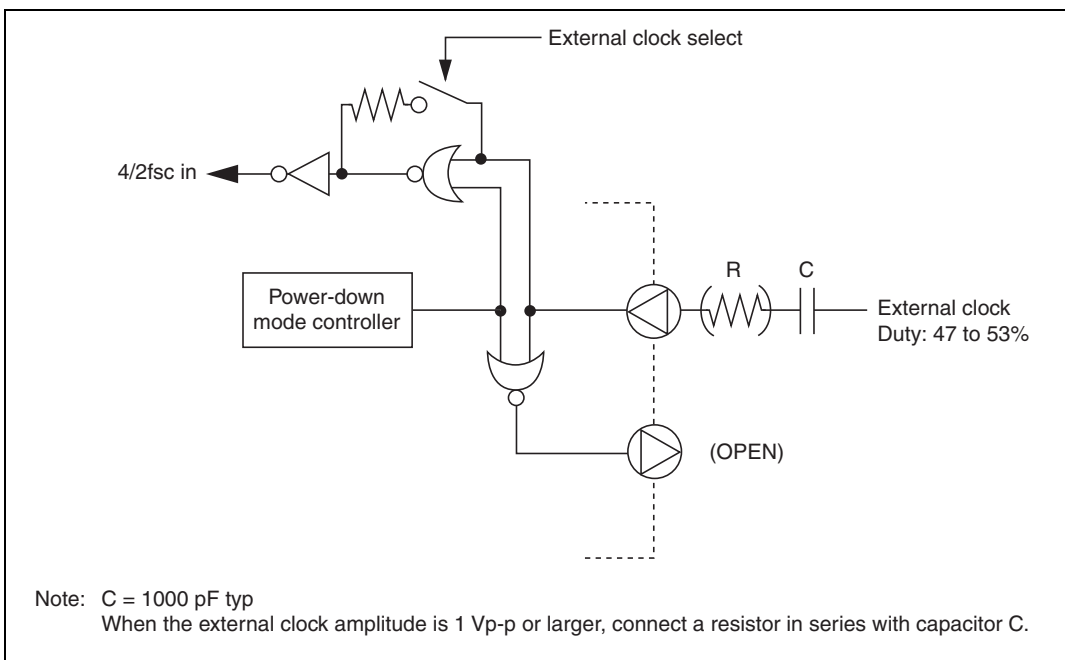 External clock select
4/2fsc in
R
C
Power-down
mode controller
External clock
Duty: 47 to 53%
(OPEN)
Note: C = 1000 pF typ
When the external clock amplitude is 1 Vp-p or larger, connect a resistor in series with capacitor C.